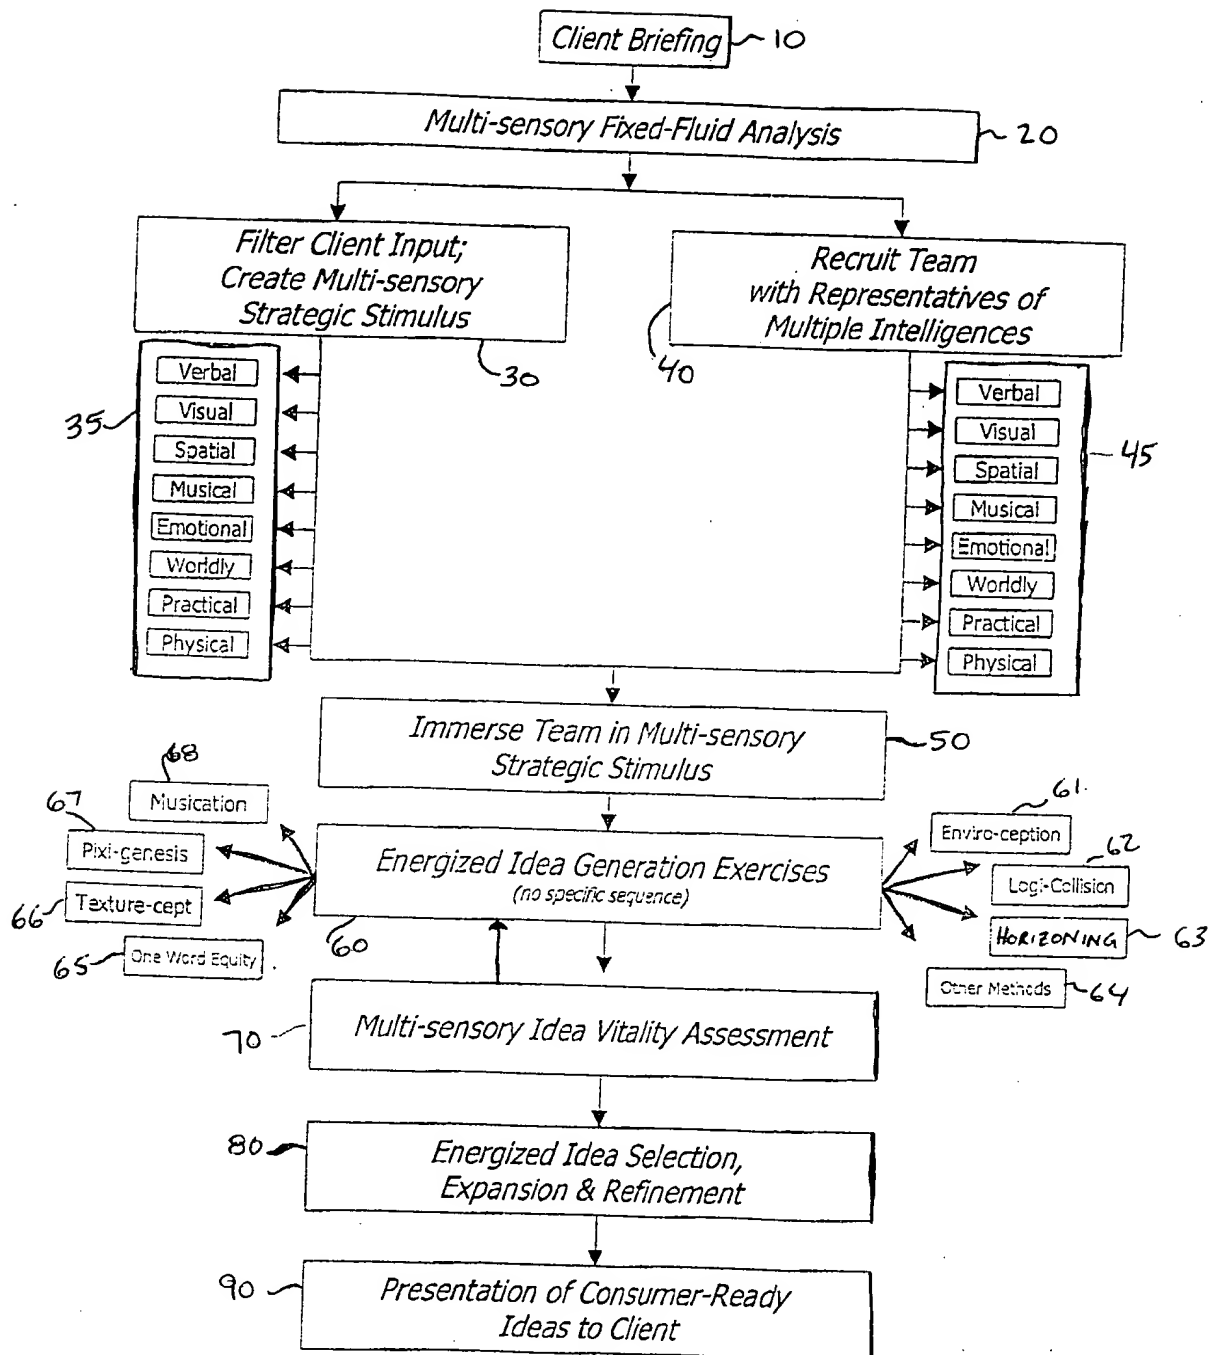 Client Briefing
10
Multi-sensory Fixed-Fluid Analysis
20
Filter Client Input;
Create Multi-sensory
Strategic Stimulus
30
Recruit Team
with Representatives of
Multiple Intelligences
40
35
Verbal
Visual
Spatial
Musical
Emotional
Worldly
Practical
Physical
45
Verbal
Visual
Spatial
Musical
Emotional
Worldly
Practical
Physical
Immerse Team in Multi-sensory
Strategic Stimulus
50
68
Musication
67
Pixi-genesis
66
Texture-cept
65
One Word Equity
Energized Idea Generation Exercises
(no specific sequence)
60
61
Enviro-ception
62
Logi-Collision
HORIZONING
63
Other Methods
64
70
Multi-sensory Idea Vitality Assessment
80
Energized Idea Selection,
Expansion & Refinement
90
Presentation of Consumer-Ready
Ideas to Client